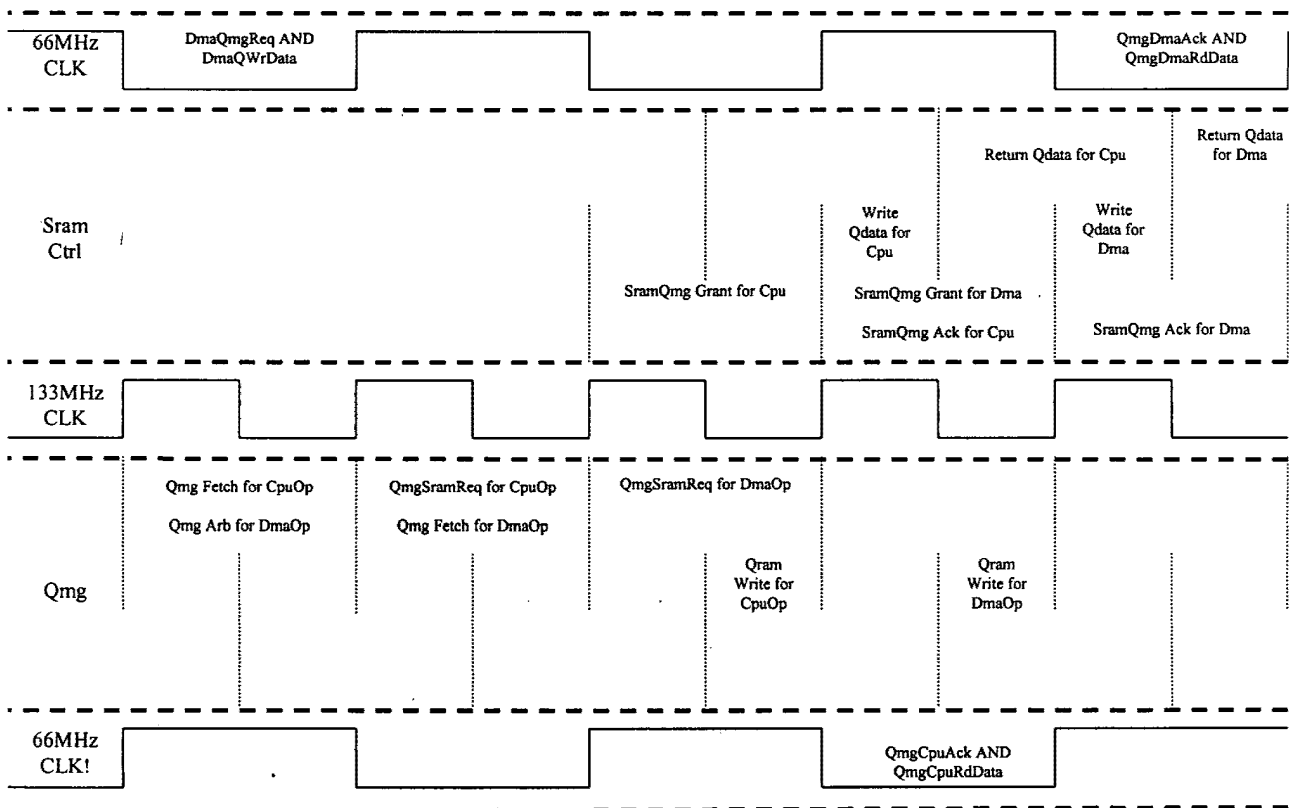 66MHz
CLK
DmaQmgReq AND
DmaQWrData
QmgDmaAck AND
QmgDmaRdData
Sram
Ctrl
Return Qdata for Cpu
Return Qdata
for Dma
Write
Qdata for
Cpu
Write
Qdata for
Dma
SramQmg Grant for Cpu
SramQmg Grant for Dma
SramQmg Ack for Cpu
SramQmg Ack for Dma
133MHz
CLK
Qmg
Qmg Fetch for CpuOp
QmgSramReq for CpuOp
QmgSramReq for DmaOp
Qmg Arb for DmaOp
Qmg Fetch for DmaOp
Qram
Write for
CpuOp
Qram
Write for
DmaOp
66MHz
CLK!
QmgCpuAck AND
QmgCpuRdData